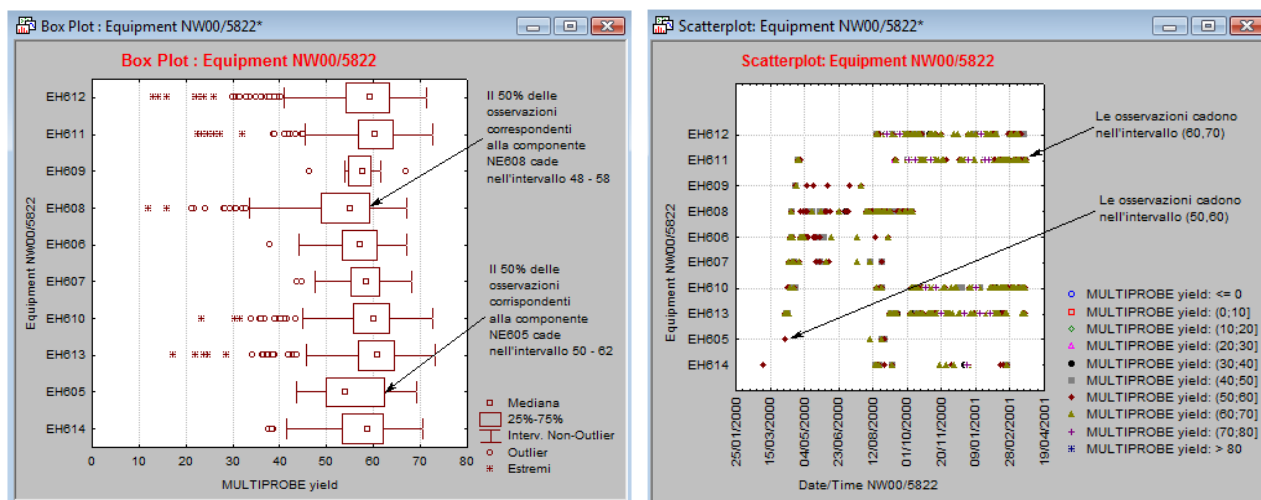 Box Plot : Equipment NW00/5822*
Box Plot : Equipment NW00/5822
Equipment NW00/5822
EH612
EH611
EH609
EH608
EH606
EH607
EH610
EH613
EH605
EH614
0 10 20 30 40 50 60 70 80
MULTIPROBE yield
Il 50% delle
osservazioni
correspondenti
alla componente
NE608 cade
nell'intervallo 48 - 58
Il 50% delle
osservazioni
corrispondenti
alla componente
NE605 cade
nell'intervallo 50 - 62
Mediana
25%-75%
Interv. Non-Outlier
Outlier
Estremi
Scatterplot: Equipment NW00/5822*
Scatterplot: Equipment NW00/5822
Equipment NW00/5822
EH612
EH611
EH609
EH608
EH606
EH607
EH610
EH613
EH605
EH614
25/01/2000
15/03/2000
04/05/2000
23/06/2000
12/08/2000
01/10/2000
20/11/2000
09/01/2001
28/02/2001
19/04/2001
Date/Time NW00/5822
Le osservazioni cadono
nell'intervallo (60,70)
Le osservazioni cadono
nell'intervallo (50,60)
MULTIPROBE yield: <= 0
MULTIPROBE yield: (0;10]
MULTIPROBE yield: (10;20]
MULTIPROBE yield: (20;30]
MULTIPROBE yield: (30;40]
MULTIPROBE yield: (40;50]
MULTIPROBE yield: (50;60]
MULTIPROBE yield: (60;70]
MULTIPROBE yield: (70;80]
MULTIPROBE yield: > 80